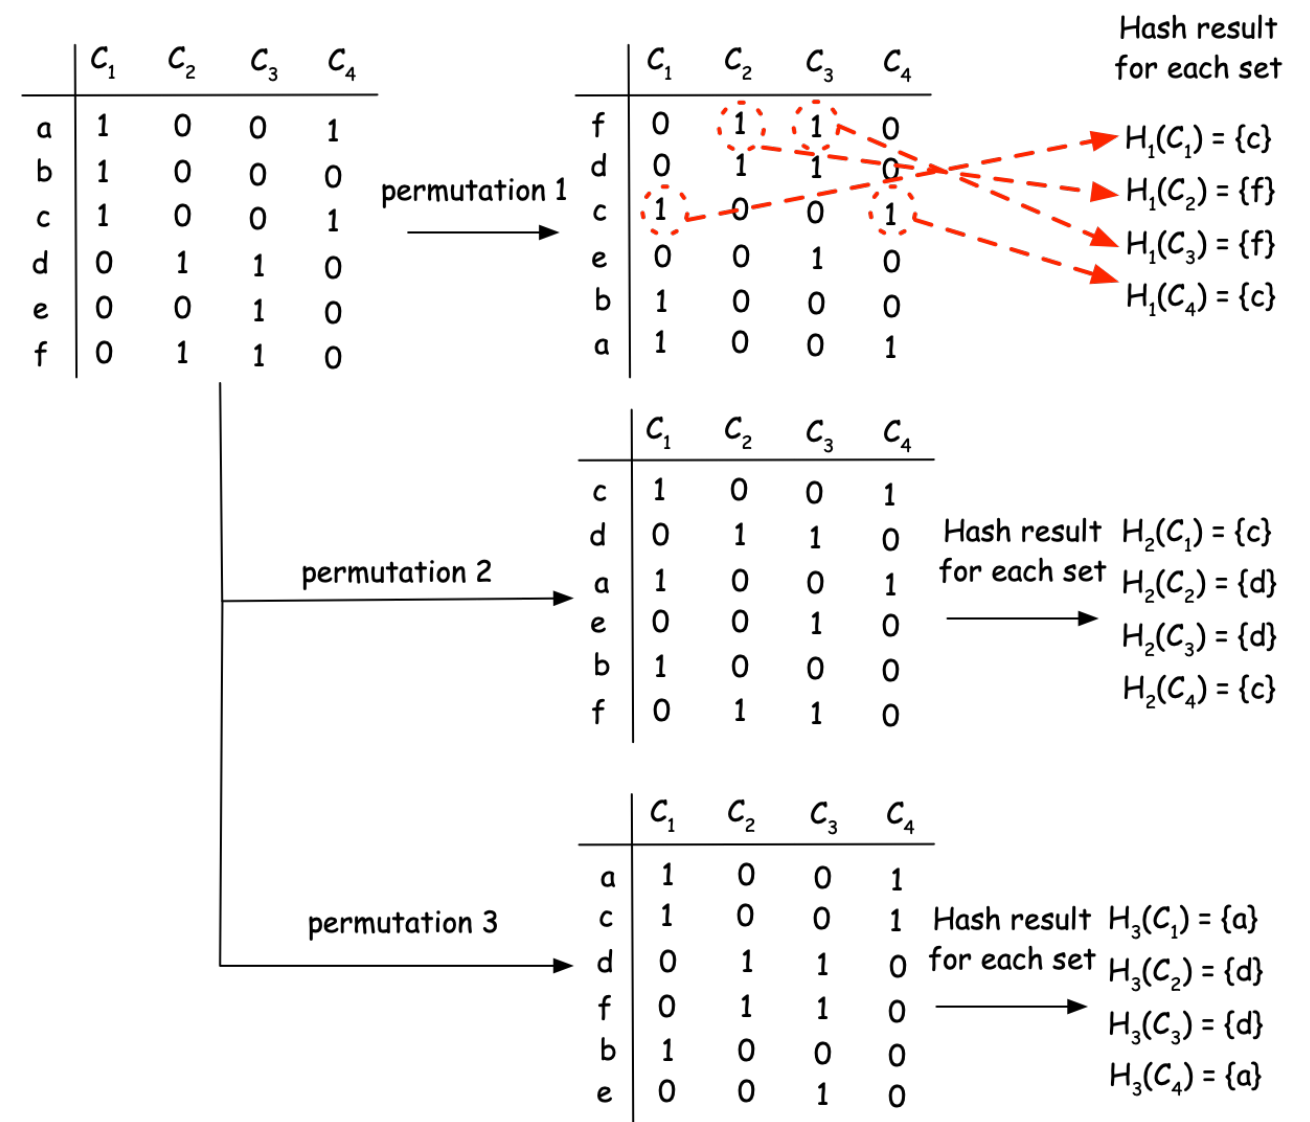 C1 C2 C3 C4
a 1 0 0 1
b 1 0 0 0
c 1 0 0 1
d 0 1 1 0
e 0 0 1 0
f 0 1 1 0
permutation 1
C1 C2 C3 C4
f 0 1 1 0
d 0 1 1 0
c 1 0 0 1
e 0 0 1 0
b 1 0 0 0
a 1 0 0 1
Hash result
for each set
H1(C1) = {c}
H1(C2) = {f}
H1(C3) = {f}
H1(C4) = {c}
permutation 2
C1 C2 C3 C4
c 1 0 0 1
d 0 1 1 0
a 1 0 0 1
e 0 0 1 0
b 1 0 0 0
f 0 1 1 0
Hash result
for each set
H2(C1) = {c}
H2(C2) = {d}
H2(C3) = {d}
H2(C4) = {c}
permutation 3
C1 C2 C3 C4
a 1 0 0 1
c 1 0 0 1
d 0 1 1 0
f 0 1 1 0
b 1 0 0 0
e 0 0 1 0
Hash result
for each set
H3(C1) = {a}
H3(C2) = {d}
H3(C3) = {d}
H3(C4) = {a}